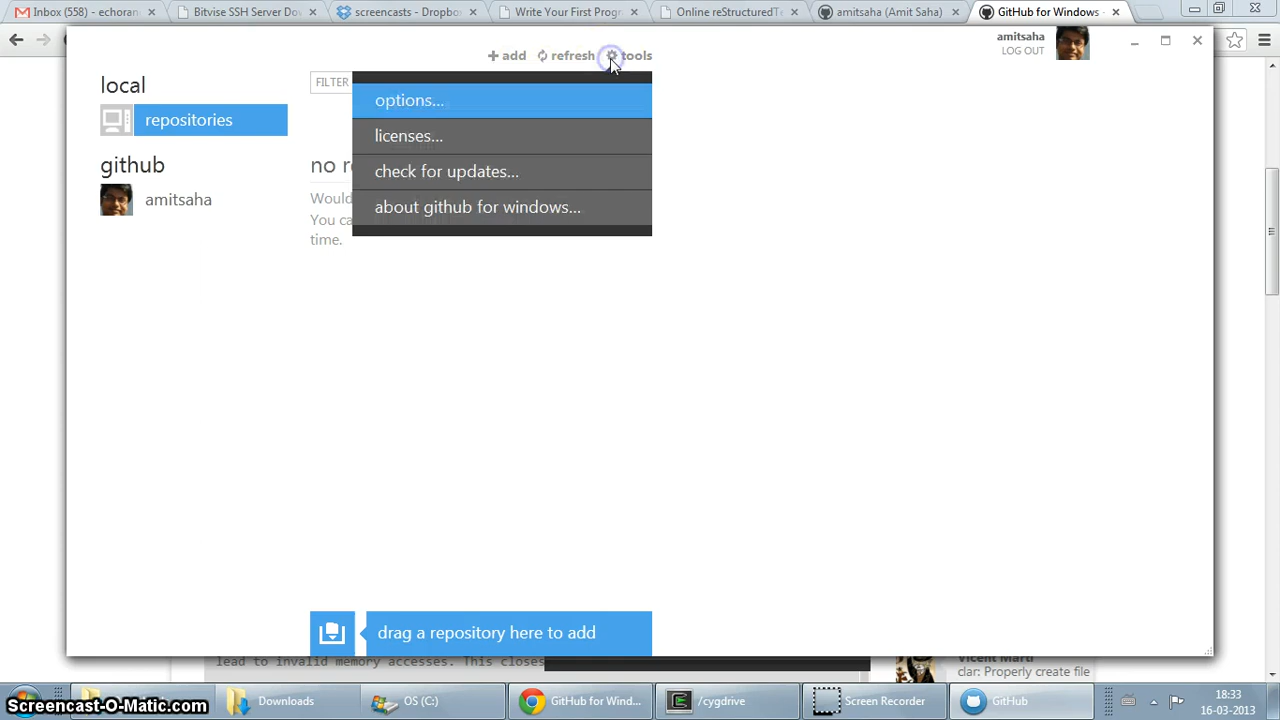 Inbox (558) - echoran × Bitvise SSH Server Dov × screencasts - Dropbo × Write Your First Progr × Online reStructuredTe × amitsaha (Amit Saha) × GitHub for Windows - ×
amitsaha
LOG OUT
+ add refresh tools
local
FILTER
options...
repositories
licenses...
github
no re
check for updates...
amitsaha
Would
about github for windows...
You ca
time.
drag a repository here to add
lead to invalid memory accesses. This closes
Vicent Marti
clar: Properly create file
Downloads
OS (C:)
GitHub for Wind...
/cygdrive
Screen Recorder
GitHub
18:33
16-03-2013
Screencast-O-Matic.com